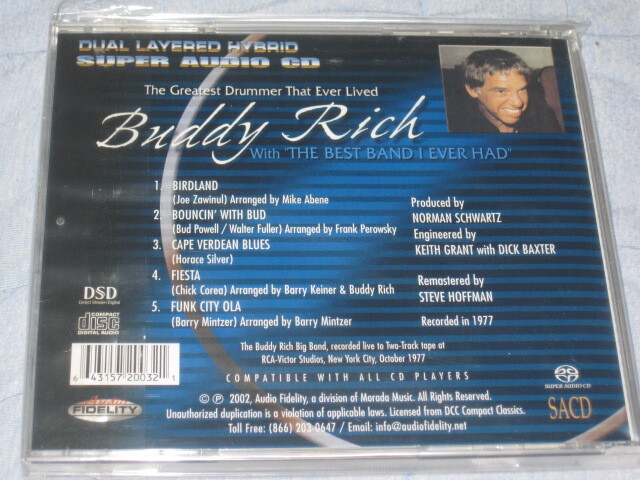 DUAL LAYERED HYBRID
SUPER AUDIO CD
The Greatest Drummer That Ever Lived
Buddy Rich
With "THE BEST BAND I EVER HAD"
1. BIRDLAND
(Joe Zawinul) Arranged by Mike Abene
2. BOUNCIN' WITH BUD
(Bud Powell / Walter Fuller) Arranged by Frank Perowsky
3. CAPE VERDEAN BLUES
(Horace Silver)
4. FIESTA
(Chick Corea) Arranged by Barry Keiner & Buddy Rich
5. FUNK CITY OLA
(Barry Mintzer) Arranged by Barry Mintzer
Produced by
NORMAN SCHWARTZ
Engineered by
KEITH GRANT with DICK BAXTER
Remastered by
STEVE HOFFMAN
Recorded in 1977
DSD
Direct Stream Digital
COMPACT
disc
DIGITAL AUDIO
The Buddy Rich Big Band, recorded live to Two-Track tape at
RCA-Victor Studios, New York City, October 1977
6 43157 20032 1
COMPATIBLE WITH ALL CD PLAYERS
SUPER AUDIO CD
SACD
Audio
FIDELITY
© ℗ 2002, Audio Fidelity, a division of Morada Music. All Rights Reserved.
Unauthorized duplication is a violation of applicable laws. Licensed from DCC Compact Classics.
Toll Free: (866) 203-0647 / Email: info@audiofidelity.net